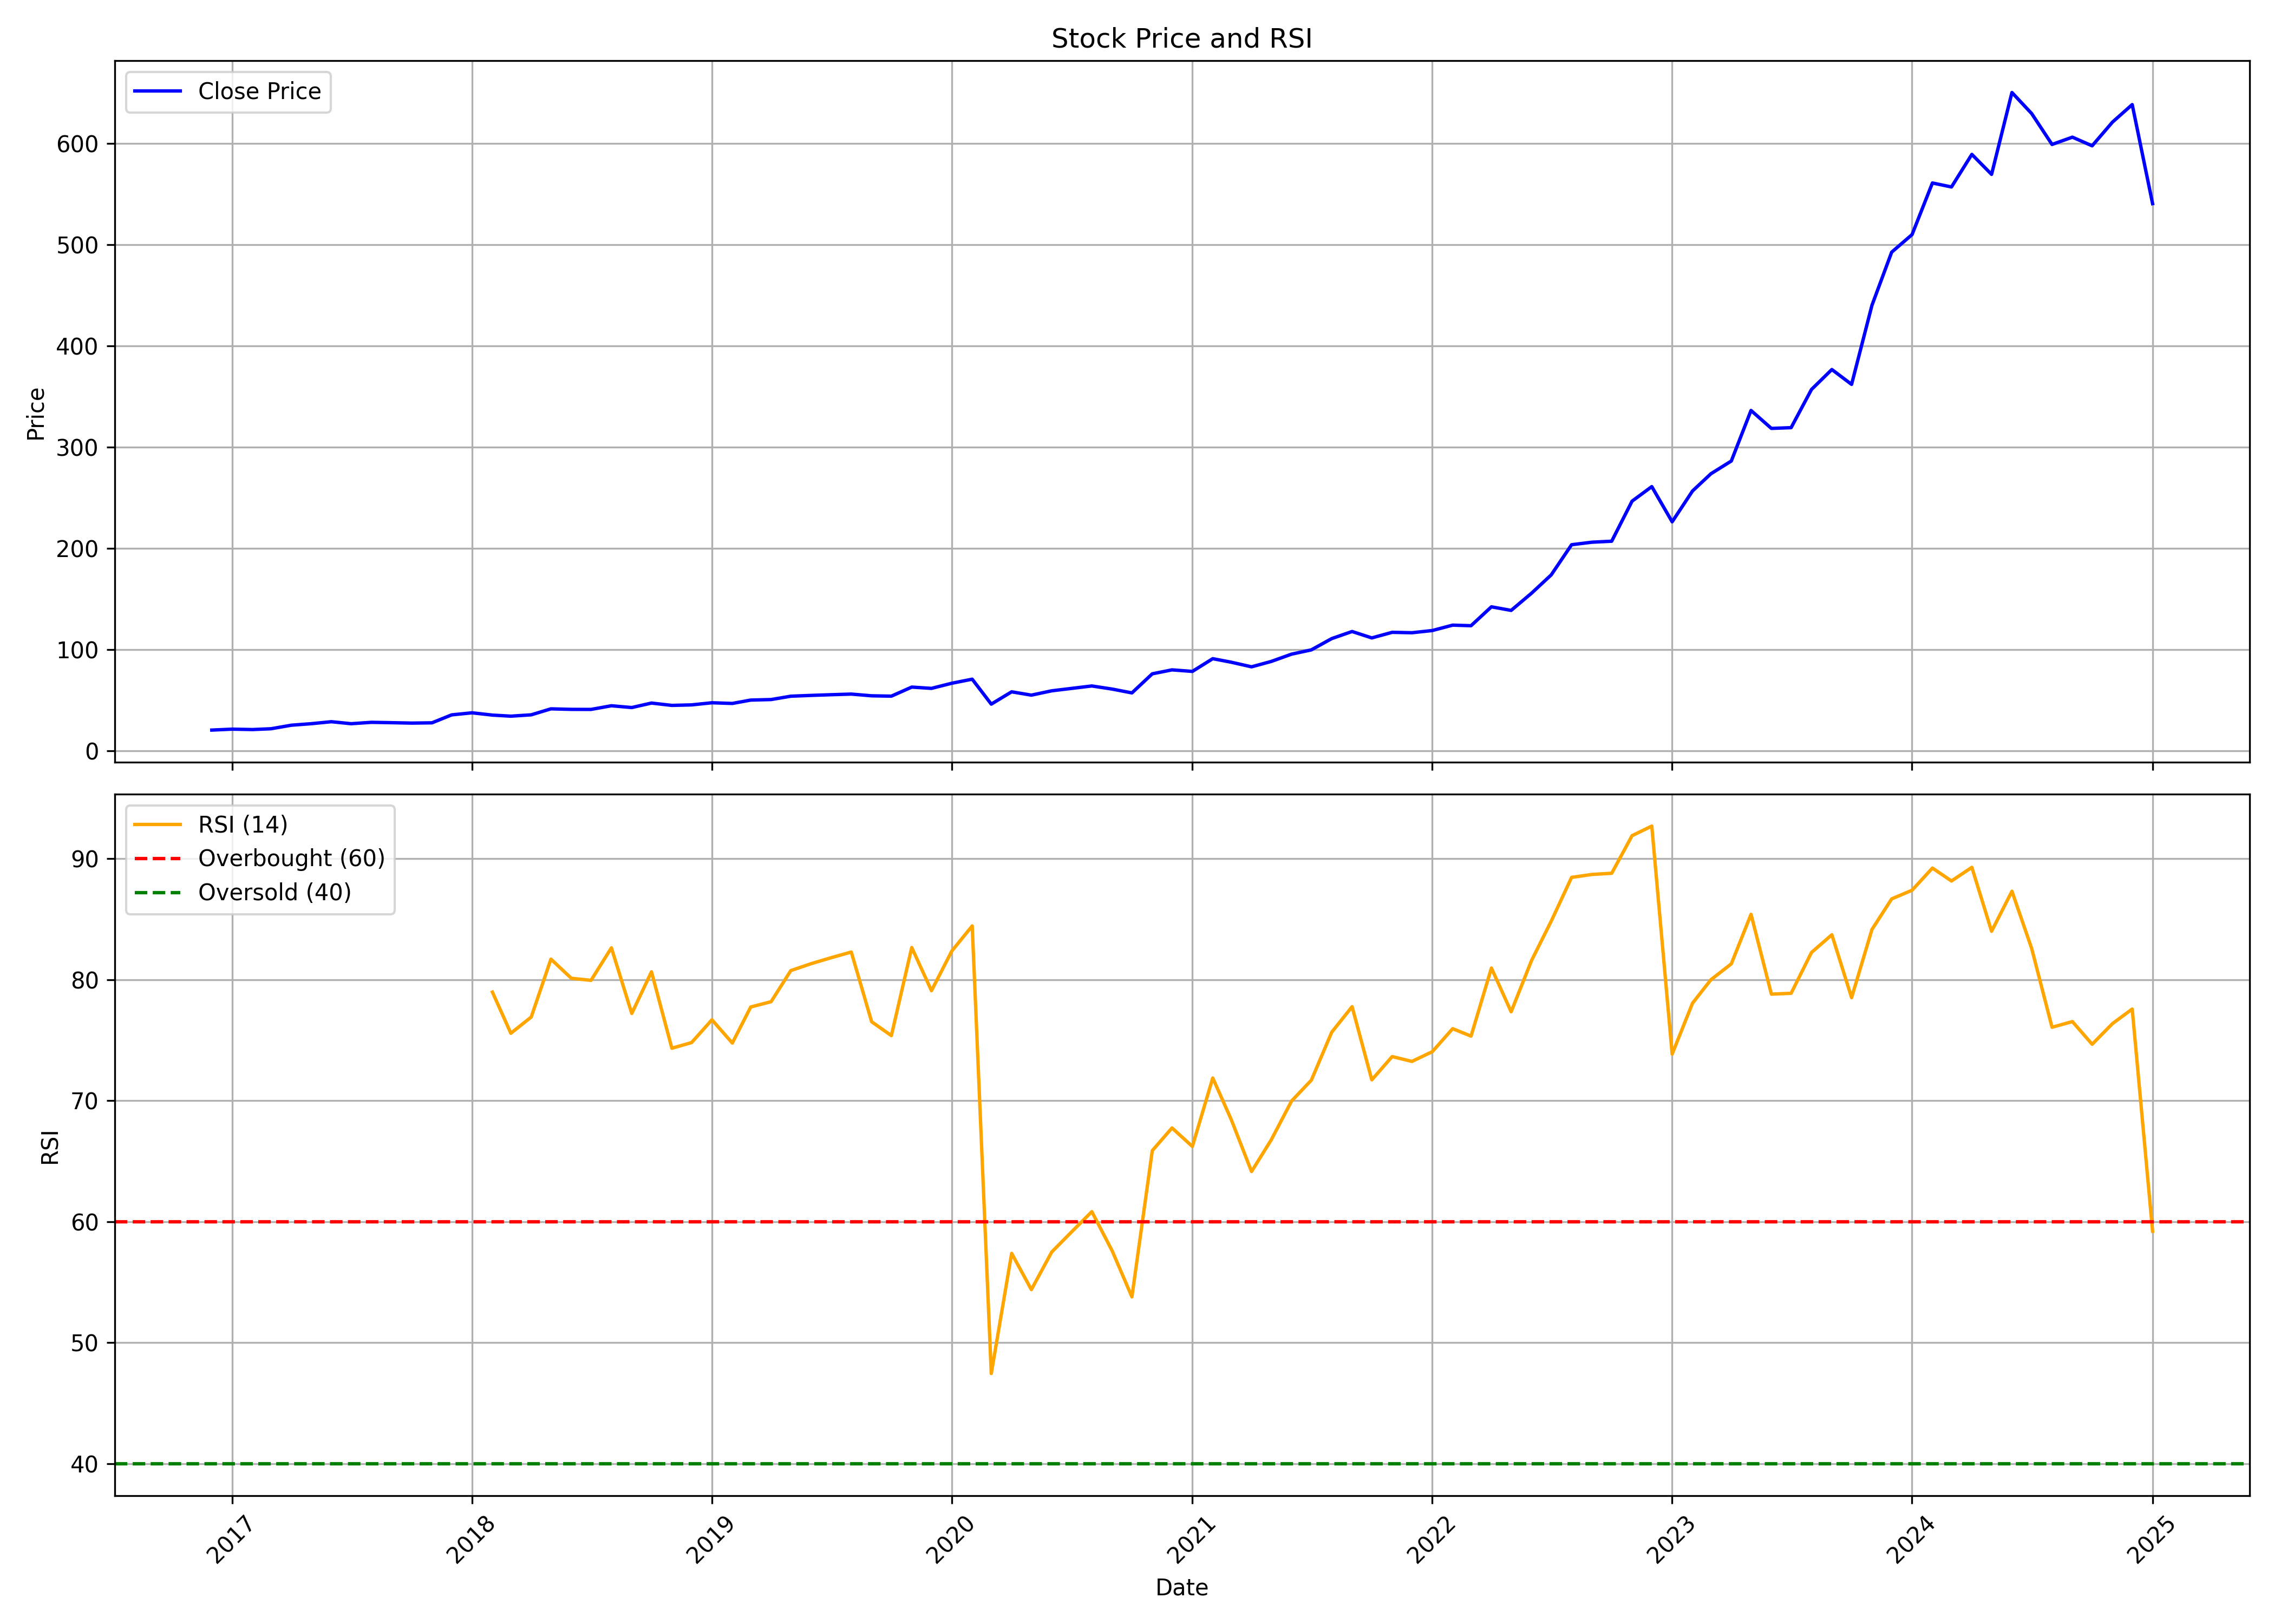 Stock Price and RSI
Close Price
600
500
400
300
200
100
0
Price
RSI (14)
Overbought (60)
Oversold (40)
90
80
70
60
50
40
RSI
2017
2018
2019
2020
2021
2022
2023
2024
2025
Date